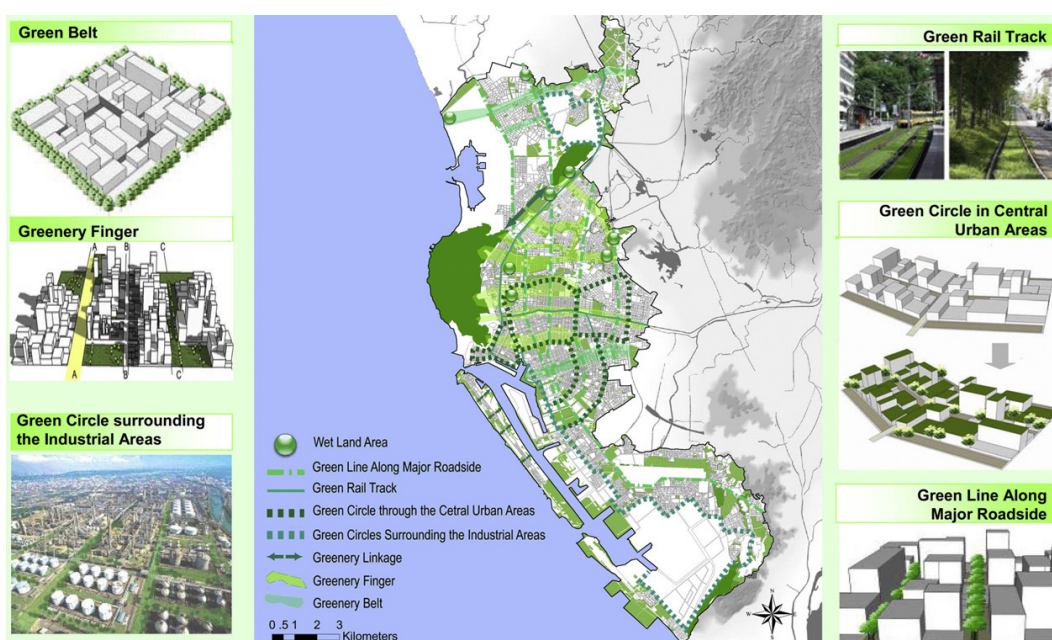 Green Belt
Greenery Finger
A
B
C
A
B
C
Green Circle surrounding
the Industrial Areas
Wet Land Area
Green Line Along Major Roadside
Green Rail Track
Green Circle through the Cetral Urban Areas
Green Circles Surrounding the Industrial Areas
Greenery Linkage
Greenery Finger
Greenery Belt
0 .5 1 2 3
Kilometers
N
W
E
S
Green Rail Track
Green Circle in Central
Urban Areas
Green Line Along
Major Roadside